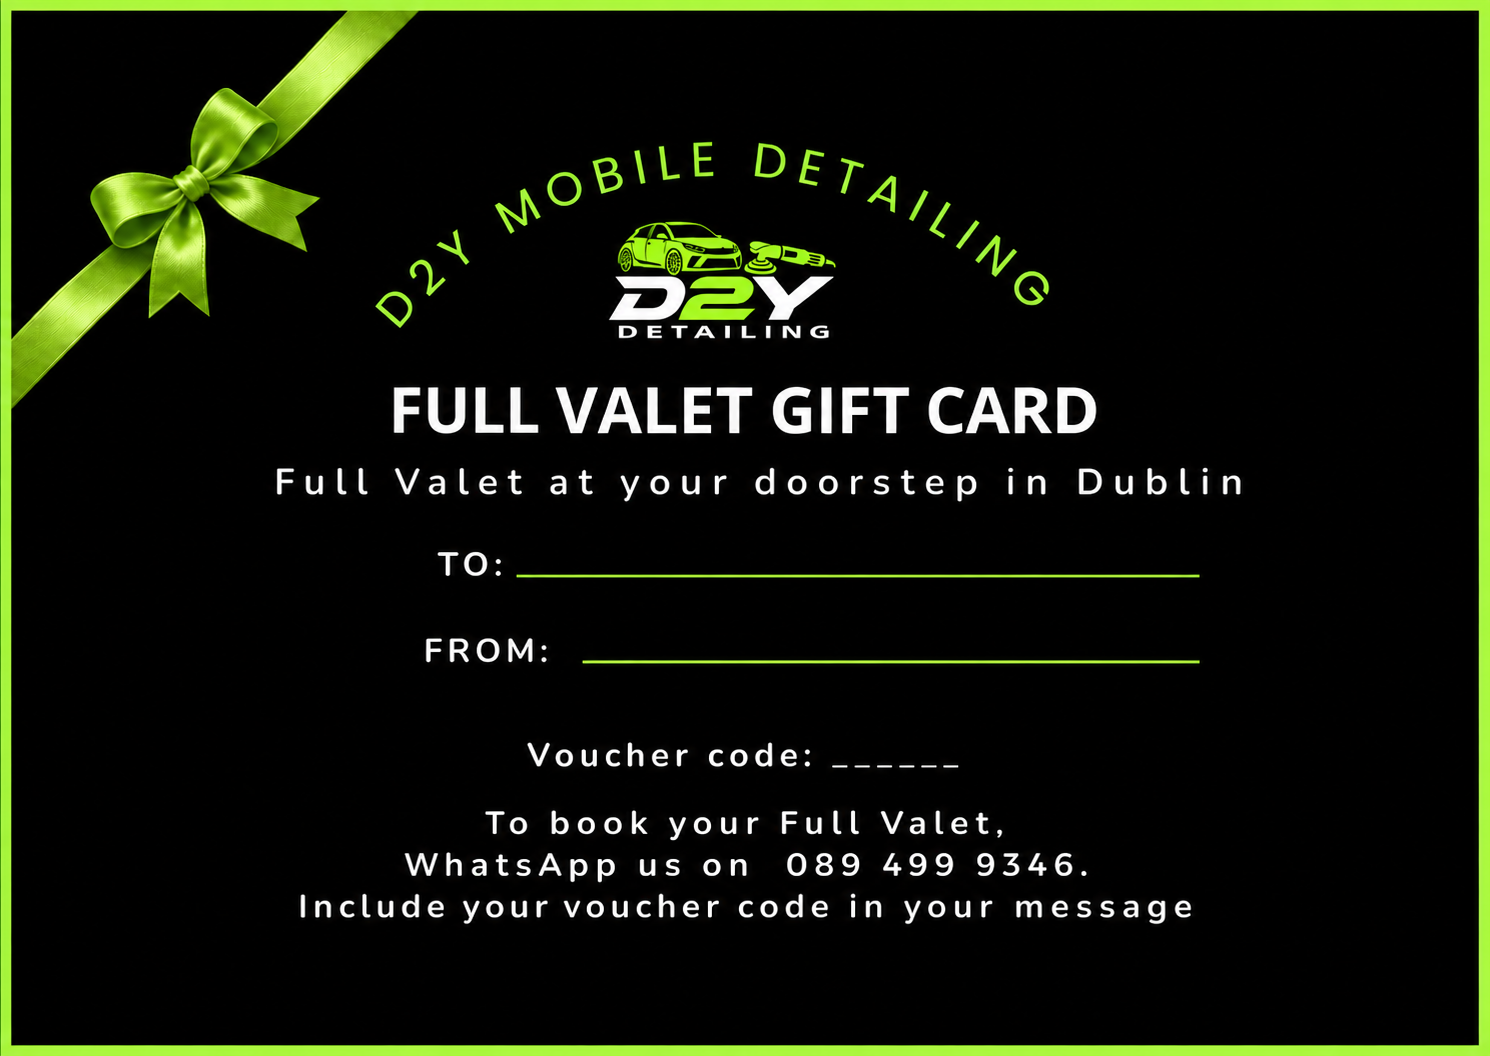 D2Y MOBILE DETAILING
D2Y
DETAILING
FULL VALET GIFT CARD
Full Valet at your doorstep in Dublin
TO:
FROM:
Voucher code: ______
To book your Full Valet,
WhatsApp us on 089 499 9346.
Include your voucher code in your message